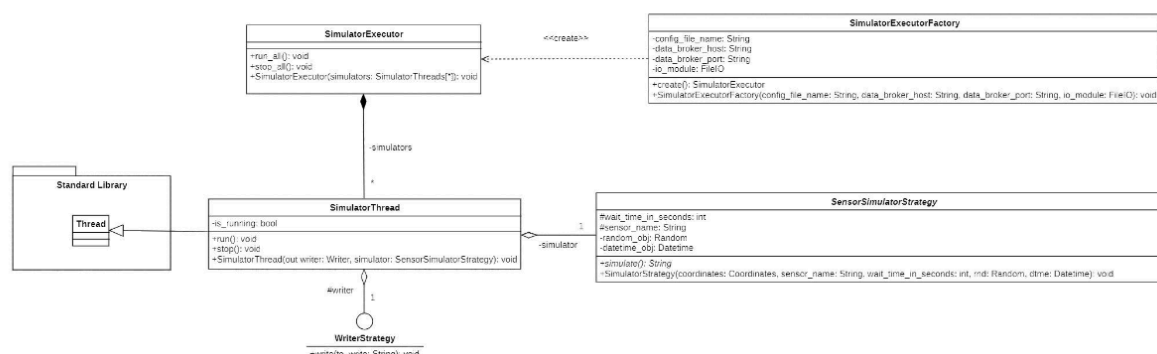 SimulatorExecutor
+run_all(): void
+stop_all(): void
+SimulatorExecutor(simulators: SimulatorThreads[*]): void
<<create>>
SimulatorExecutorFactory
-config_file_name: String
-data_broker_host: String
-data_broker_port: String
-io_module: FileIO
+create(): SimulatorExecutor
+SimulatorExecutorFactory(config_file_name: String, data_broker_host: String, data_broker_port: String, io_module: FileIO): void
-simulators
*
Standard Library
Thread
SimulatorThread
-is_running: bool
+run(): void
+stop(): void
+SimulatorThread(out writer: Writer, simulator: SensorSimulatorStrategy): void
1
-simulator
SensorSimulatorStrategy
#wait_time_in_seconds: int
#sensor_name: String
-random_obj: Random
-datetime_obj: Datetime
+simulate(): String
+SimulatorStrategy(coordinates: Coordinates, sensor_name: String, wait_time_in_seconds: int, rnd: Random, dtme: Datetime): void
#writer
1
WriterStrategy
+write(to_write: String): void